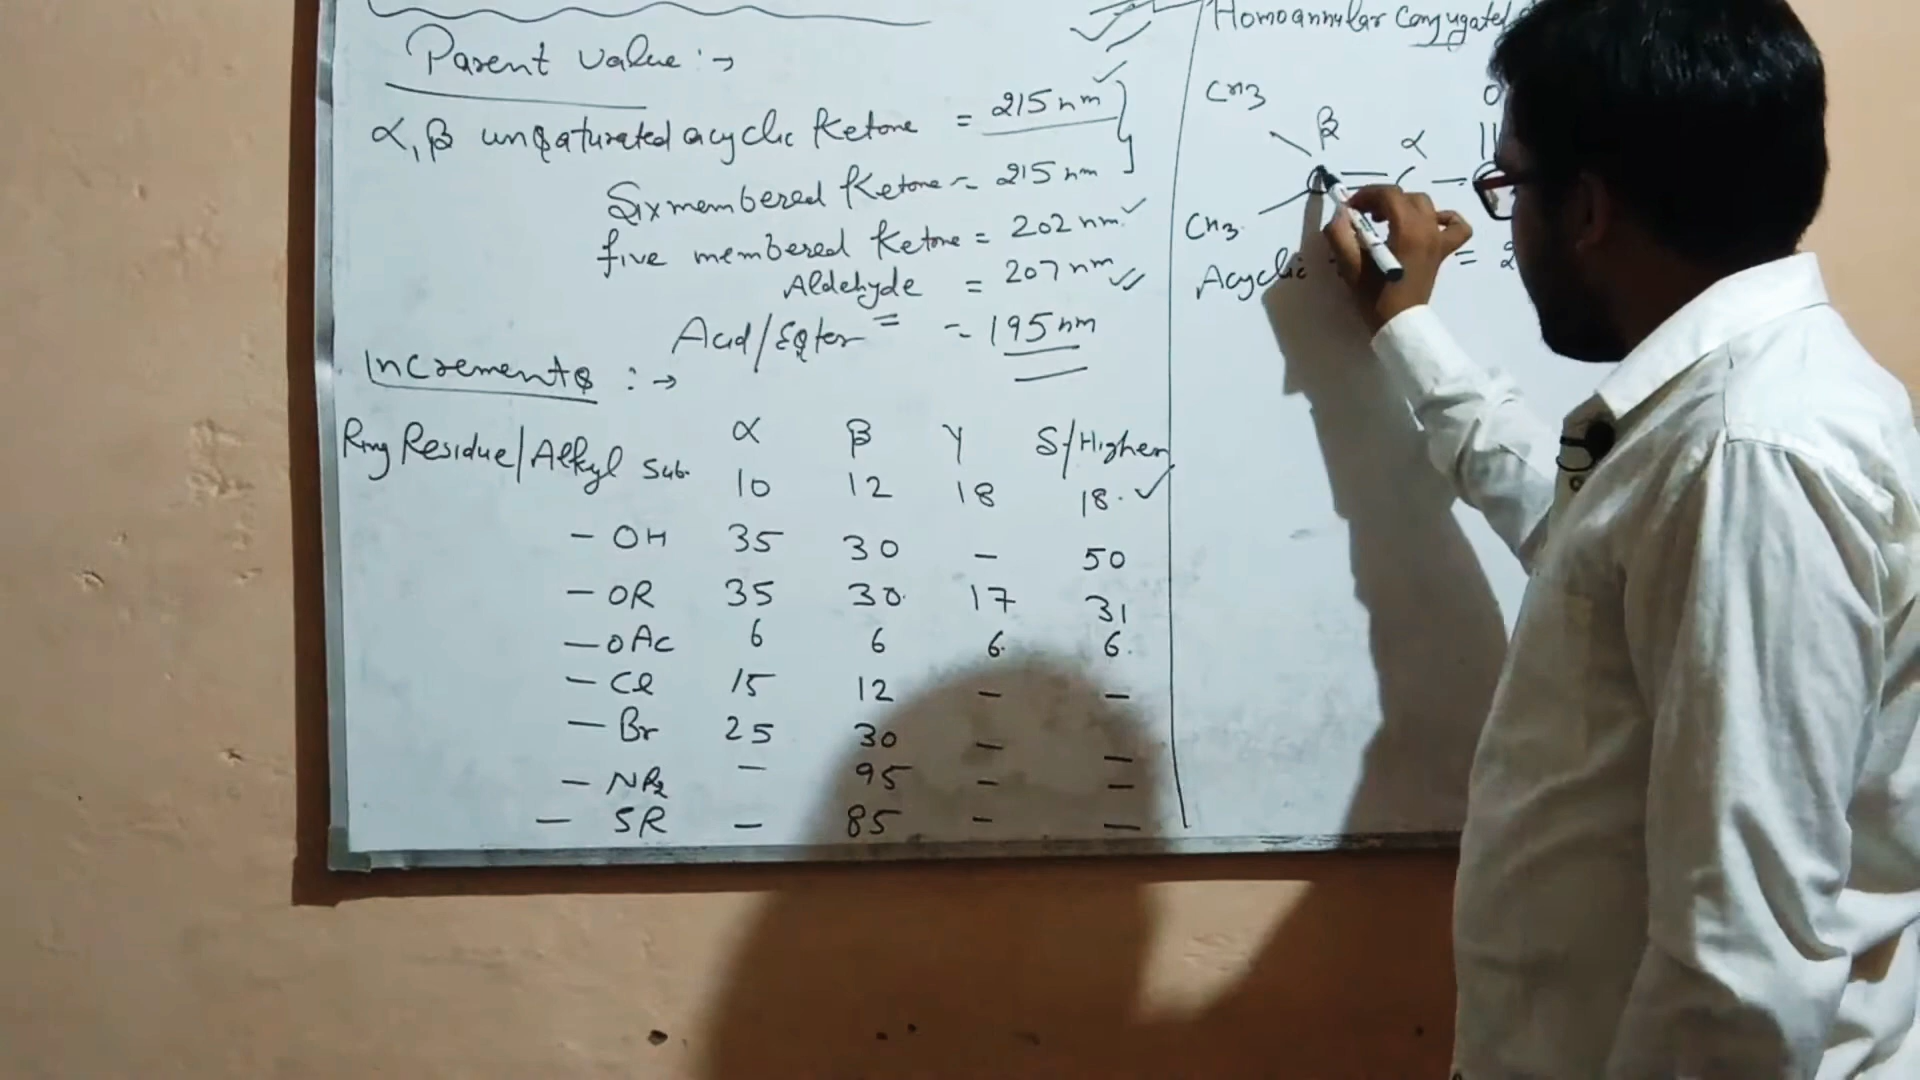 Parent Value :→
α, β unsaturated acyclic Ketone = 215 nm
Six membered Ketone = 215 nm
five membered Ketone = 202 nm
Aldehyde = 207 nm
Acid/Ester = 195 nm
Increments :→
α β γ δ/Higher
Ring Residue/Alkyl Sub. 10 12 18 18.
- OH 35 30 - 50
- OR 35 30. 17 31
- OAc 6 6 6. 6.
- Cl 15 12 - -
- Br 25 30 - -
- NR2 - 95 - -
- SR - 85 - -
Homoannular Conjugated
CH3
β α
CH3
Acyclic = 2